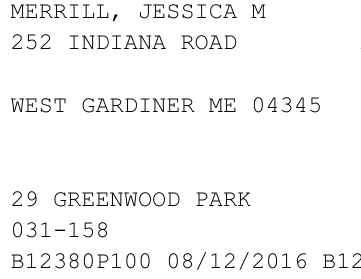 MERRILL, JESSICA M
252 INDIANA ROAD
WEST GARDINER ME 04345
29 GREENWOOD PARK
031-158
B12380P100 08/12/2016 B12